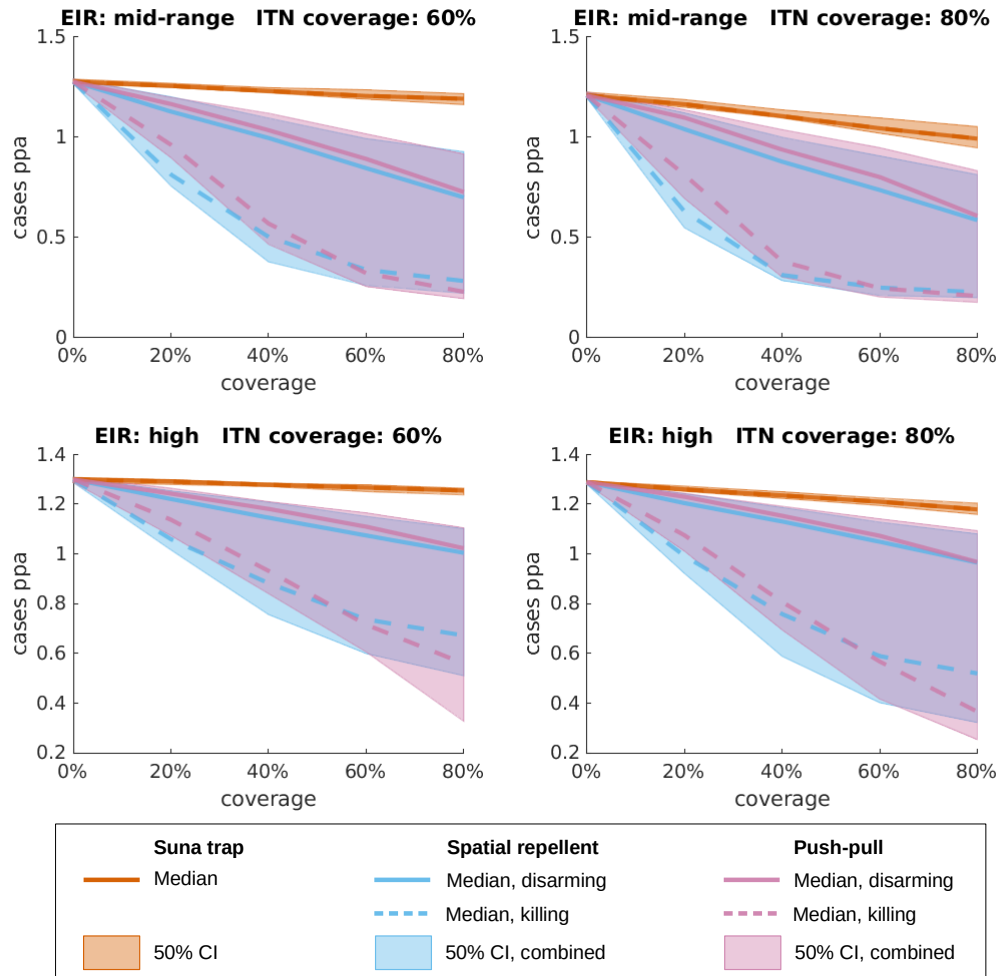 EIR: mid-range ITN coverage: 60%
1.5
1
0.5
0
cases ppa
0% 20% 40% 60% 80%
coverage
EIR: mid-range ITN coverage: 80%
1.5
1
0.5
0
cases ppa
0% 20% 40% 60% 80%
coverage
EIR: high ITN coverage: 60%
1.4
1.2
1
0.8
0.6
0.4
0.2
cases ppa
0% 20% 40% 60% 80%
coverage
EIR: high ITN coverage: 80%
1.4
1.2
1
0.8
0.6
0.4
0.2
cases ppa
0% 20% 40% 60% 80%
coverage
Suna trap Spatial repellent Push-pull
Median Median, disarming Median, disarming
Median, killing Median, killing
50% CI 50% CI, combined 50% CI, combined